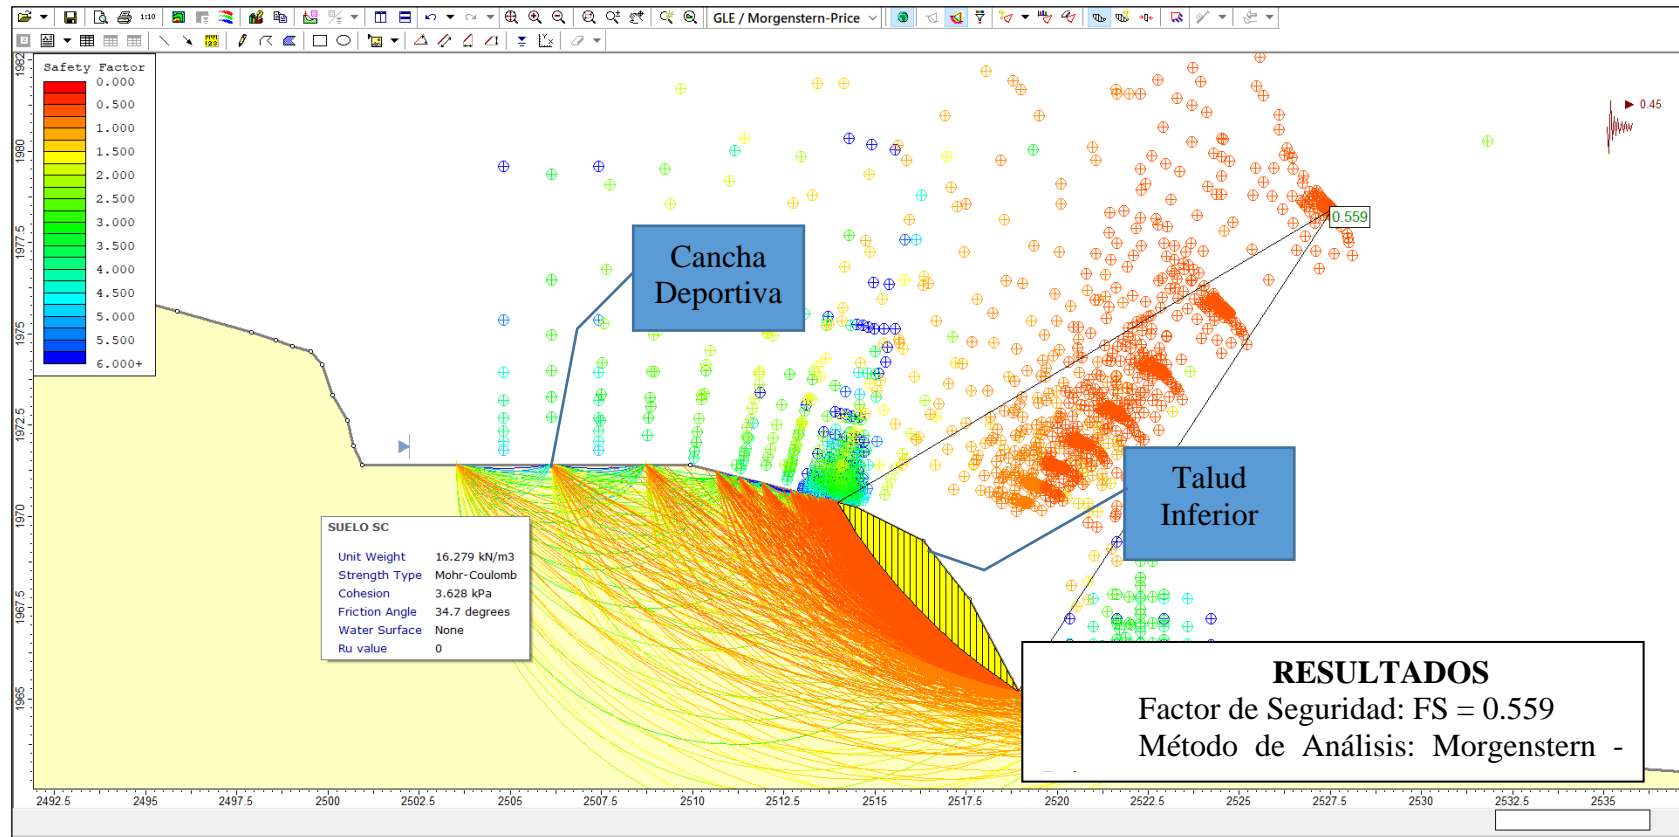 1:10
GLE / Morgenstern-Price
Safety Factor
0.000
0.500
1.000
1.500
2.000
2.500
3.000
3.500
4.000
4.500
5.000
5.500
6.000+
0.45
0.559
Cancha
Deportiva
Talud
Inferior
SUELO SC
Unit Weight 16.279 kN/m3
Strength Type Mohr-Coulomb
Cohesion 3.628 kPa
Friction Angle 34.7 degrees
Water Surface None
Ru value 0
RESULTADOS
Factor de Seguridad: FS = 0.559
Método de Análisis: Morgenstern -
1982
1980
1977.5
1975
1972.5
1970
1967.5
1965
2492.5 2495 2497.5 2500 2502.5 2505 2507.5 2510 2512.5 2515 2517.5 2520 2522.5 2525 2527.5 2530 2532.5 2535